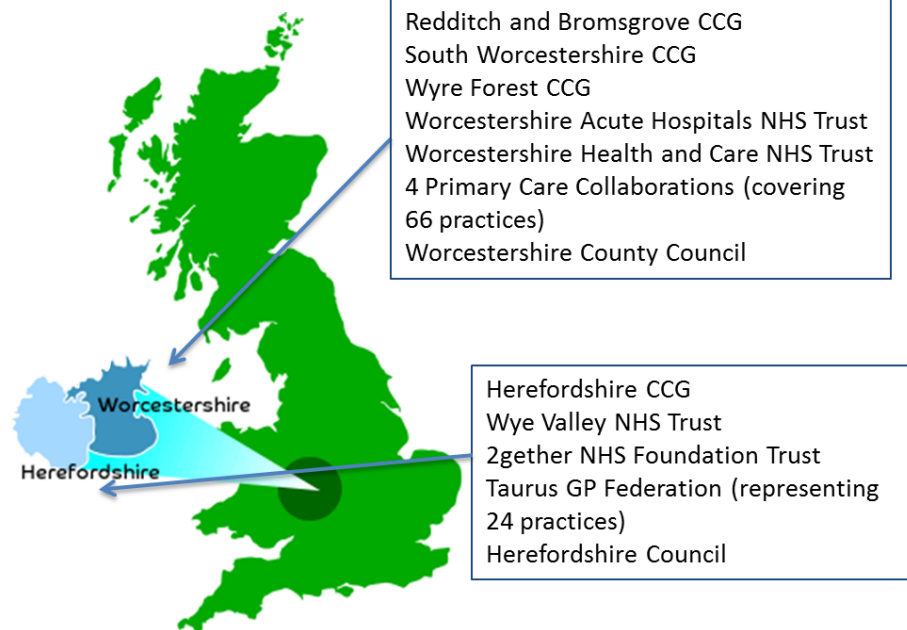 Redditch and Bromsgrove CCG
South Worcestershire CCG
Wyre Forest CCG
Worcestershire Acute Hospitals NHS Trust
Worcestershire Health and Care NHS Trust
4 Primary Care Collaborations (covering
66 practices)
Worcestershire County Council
Worcestershire
Herefordshire
Herefordshire CCG
Wye Valley NHS Trust
2gether NHS Foundation Trust
Taurus GP Federation (representing
24 practices)
Herefordshire Council